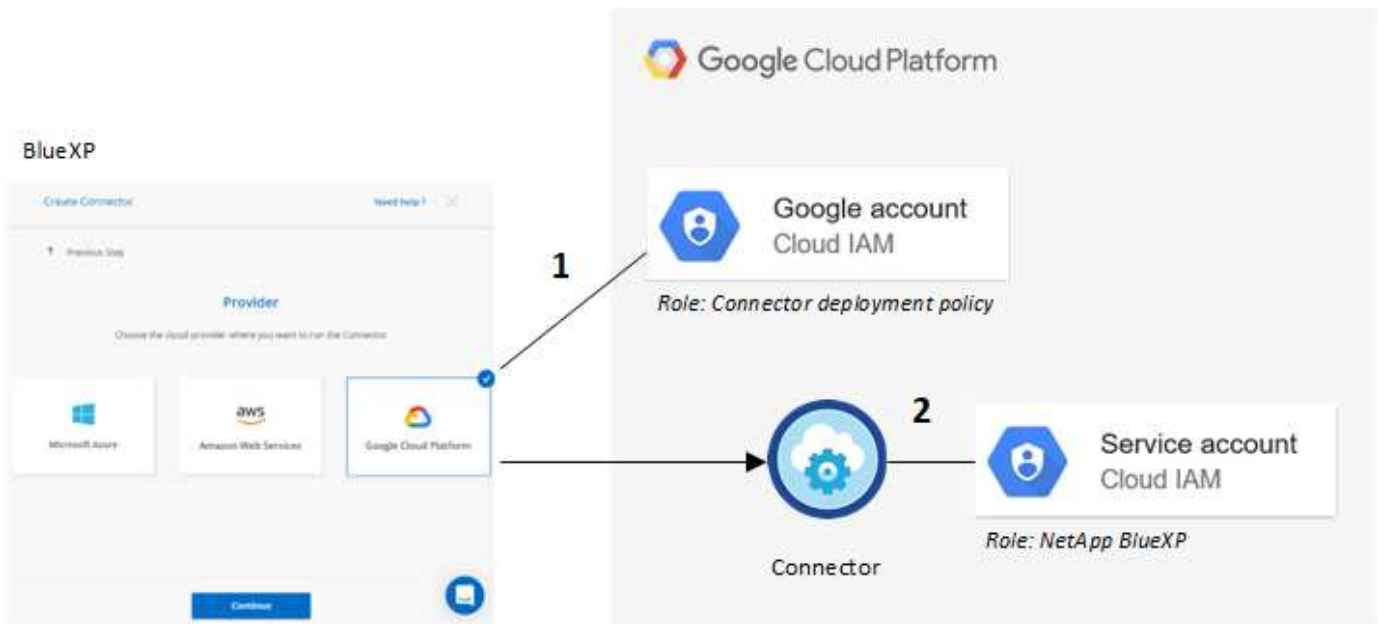 Google Cloud Platform
BlueXP
Create Connector
Need help ?
Previous Step
Provider
Choose the cloud provider where you want to run the Connector
Microsoft Azure
aws
Amazon Web Services
Google Cloud Platform
Continue
1
Google account
Cloud IAM
Role: Connector deployment policy
2
Service account
Cloud IAM
Role: NetApp BlueXP
Connector